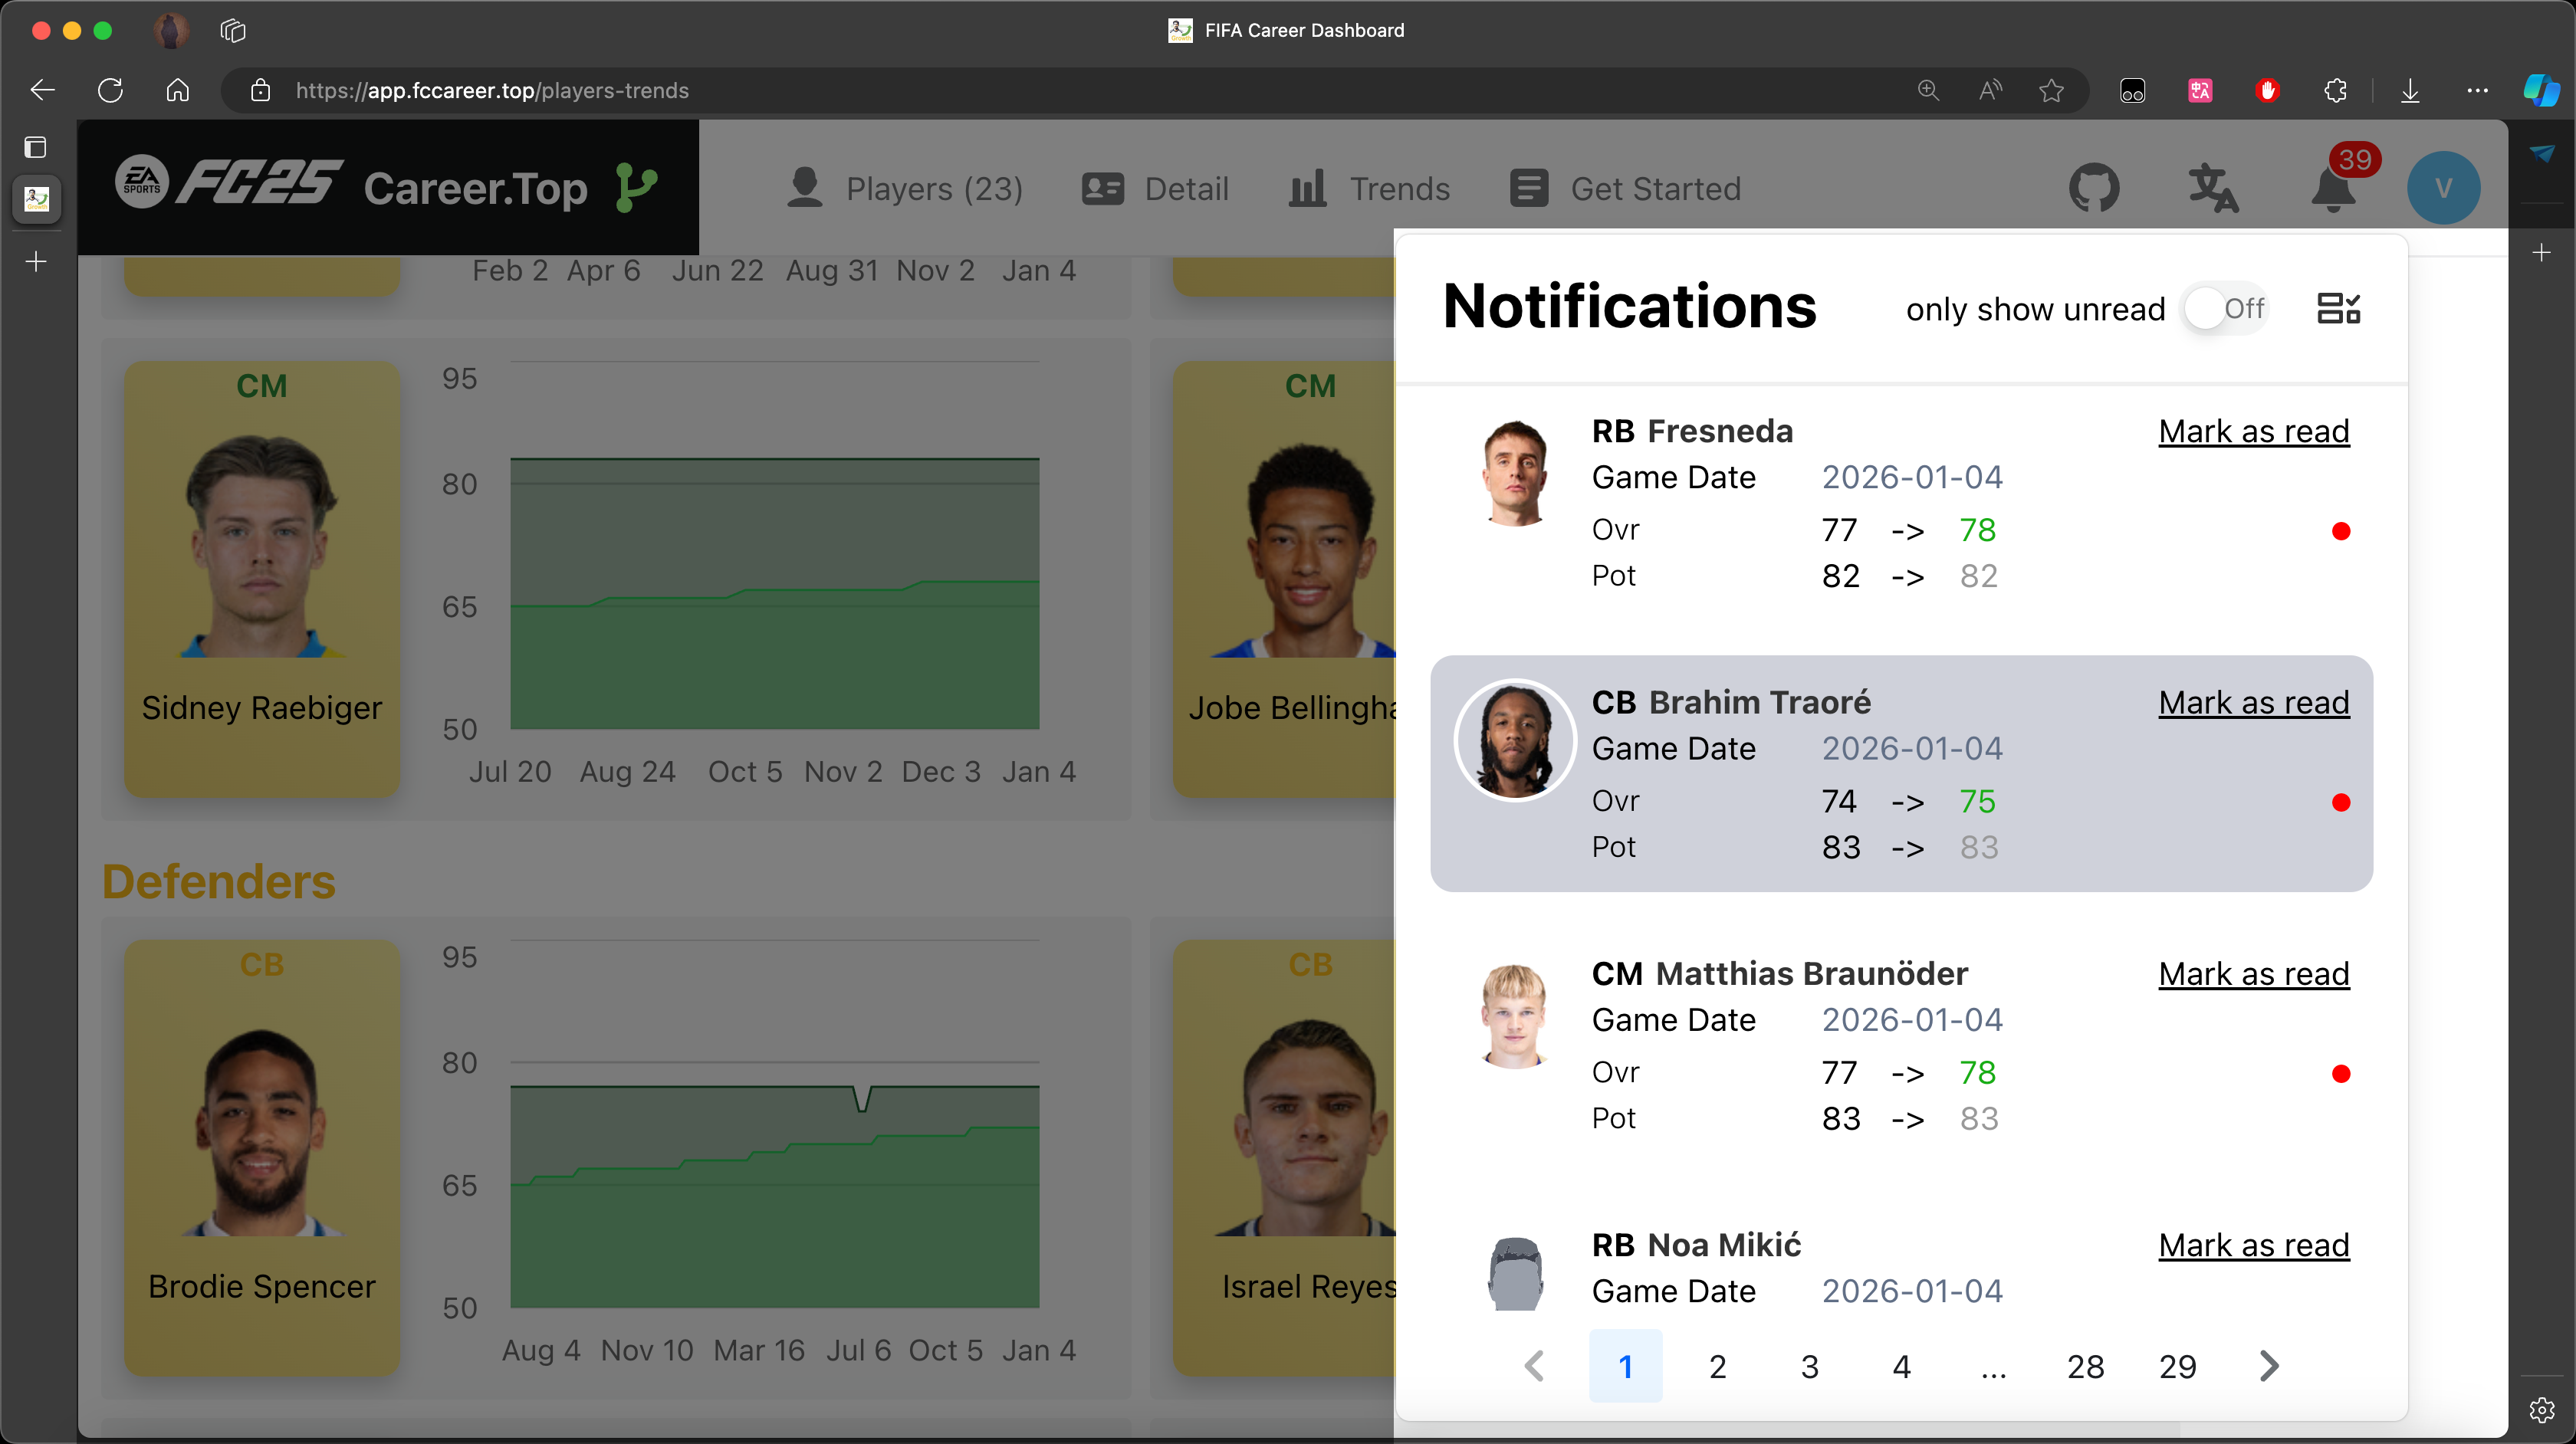 FIFA Career Dashboard
https://app.fccareer.top/players-trends
EA SPORTS FC25 Career.Top
Players (23)
Detail
Trends
Get Started
39
V
Feb 2 Apr 6 Jun 22 Aug 31 Nov 2 Jan 4
CM
Sidney Raebiger
95
80
65
50
Jul 20 Aug 24 Oct 5 Nov 2 Dec 3 Jan 4
CM
Jobe Bellingha
Defenders
CB
Brodie Spencer
95
80
65
50
Aug 4 Nov 10 Mar 16 Jul 6 Oct 5 Jan 4
CB
Israel Reyes
Notifications
only show unread Off
RB Fresneda Mark as read
Game Date 2026-01-04
Ovr 77 -> 78
Pot 82 -> 82
CB Brahim Traoré Mark as read
Game Date 2026-01-04
Ovr 74 -> 75
Pot 83 -> 83
CM Matthias Braunöder Mark as read
Game Date 2026-01-04
Ovr 77 -> 78
Pot 83 -> 83
RB Noa Mikić Mark as read
Game Date 2026-01-04
1 2 3 4 ... 28 29